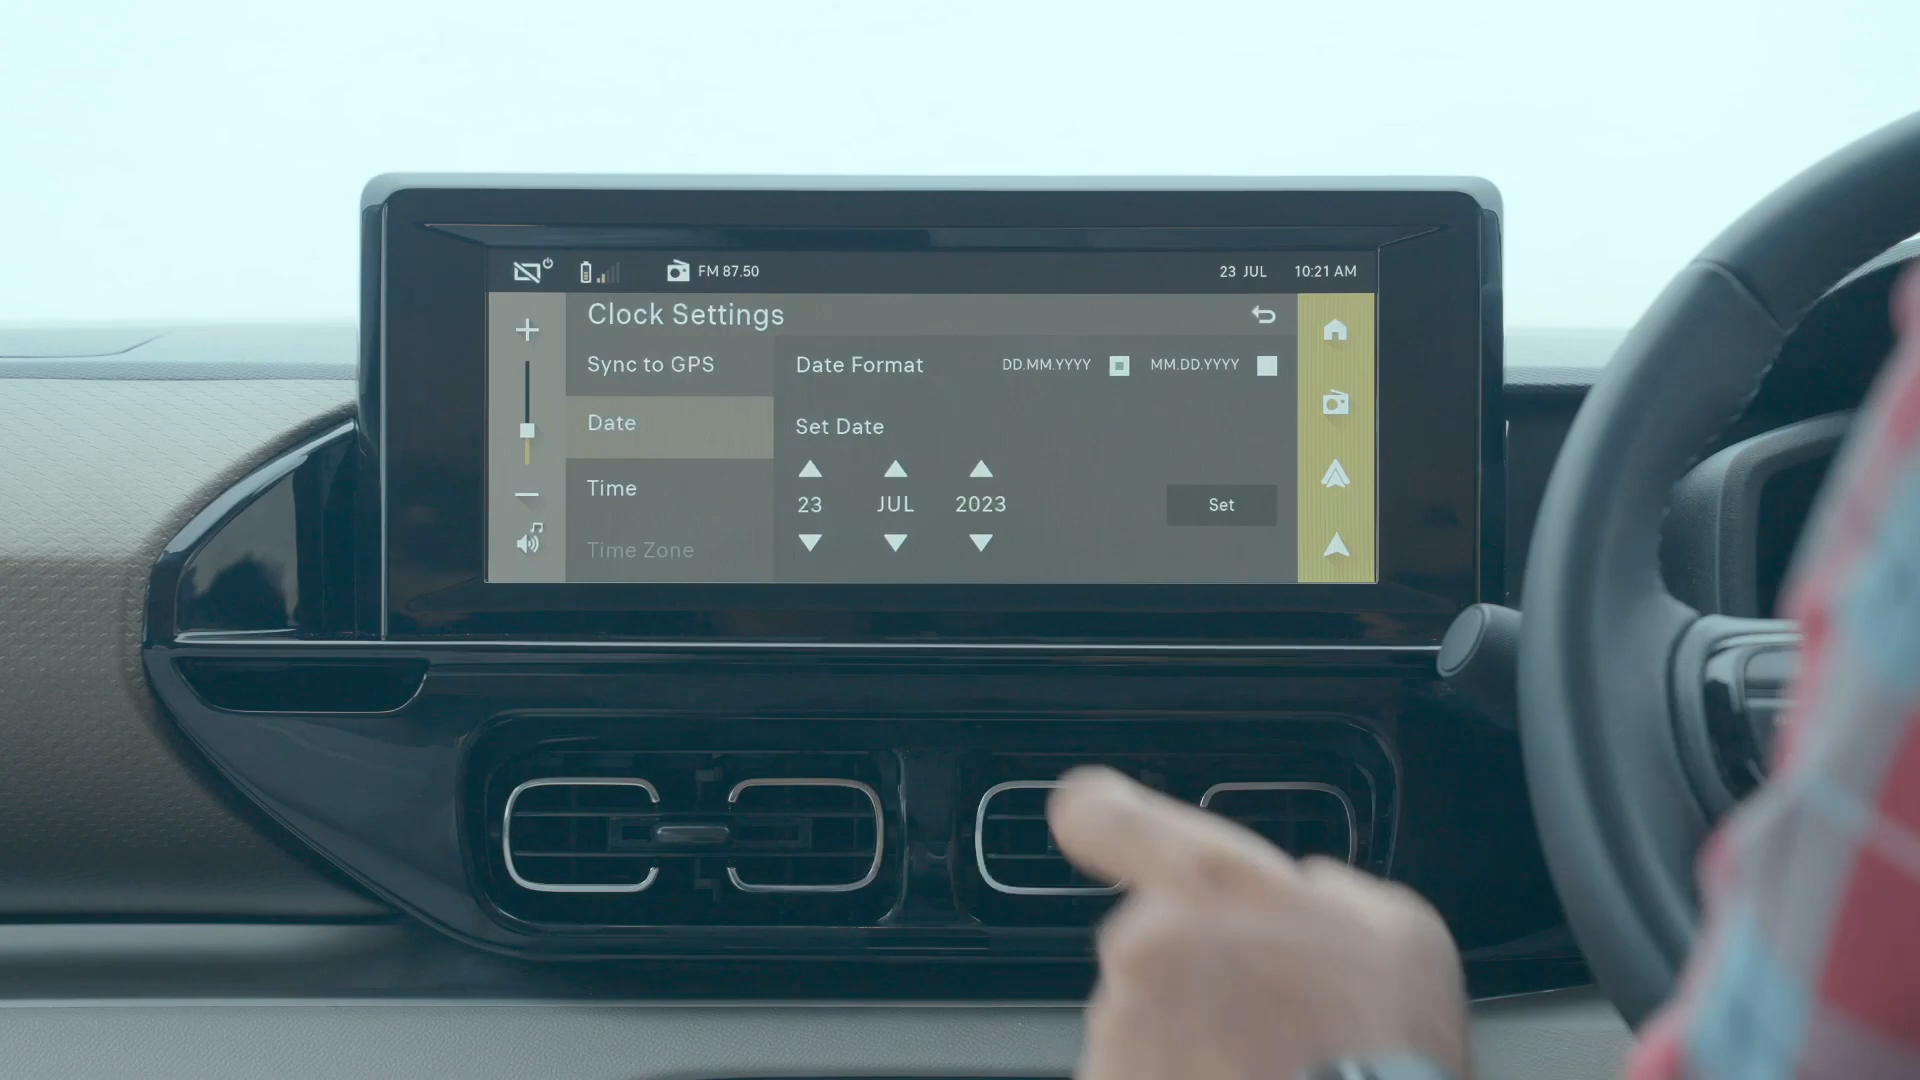 FM 87.50 23 JUL 10:21 AM
Clock Settings
Sync to GPS
Date Format DD.MM.YYYY MM.DD.YYYY
Date
Set Date
Time
23 JUL 2023
Set
Time Zone